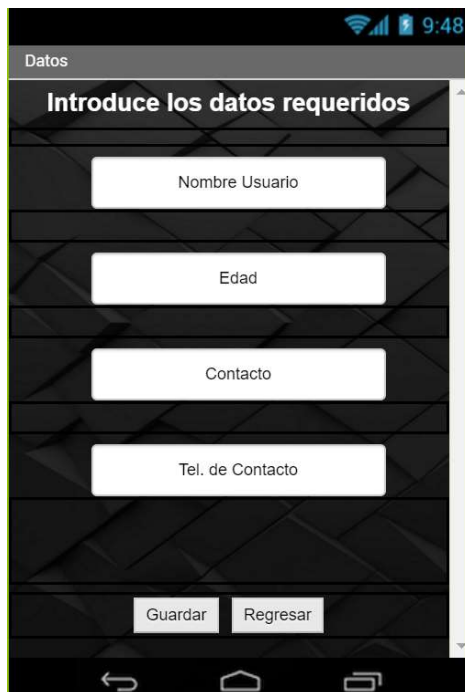 9:48
Datos
Introduce los datos requeridos
Nombre Usuario
Edad
Contacto
Tel. de Contacto
Guardar Regresar